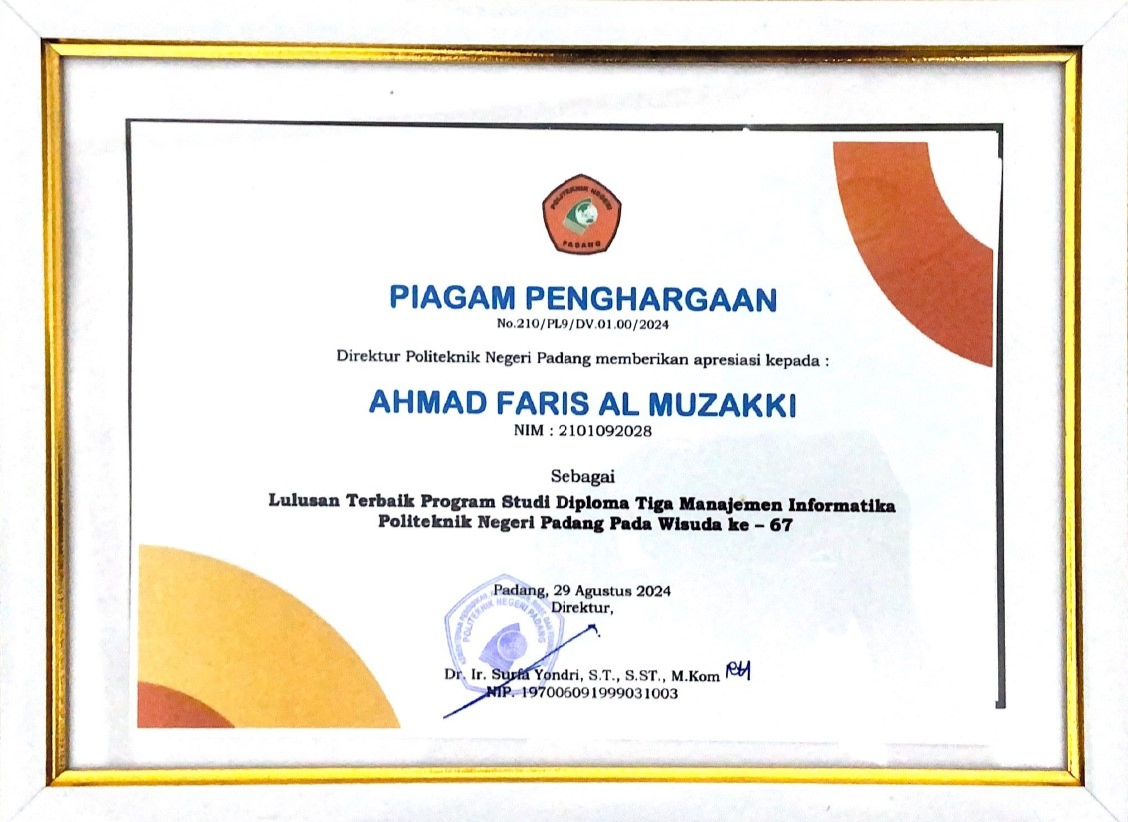 POLITEKNIK NEGERI
PADANG
PIAGAM PENGHARGAAN
No.210/PL9/DV.01.00/2024
Direktur Politeknik Negeri Padang memberikan apresiasi kepada :
AHMAD FARIS AL MUZAKKI
NIM : 2101092028
Sebagai
Lulusan Terbaik Program Studi Diploma Tiga Manajemen Informatika
Politeknik Negeri Padang Pada Wisuda ke – 67
Padang, 29 Agustus 2024
Direktur,
POLITEKNIK NEGERI PADANG
Dr. Ir. Surfa Yondri, S.T., S.ST., M.Kom
NIP. 197006091999031003